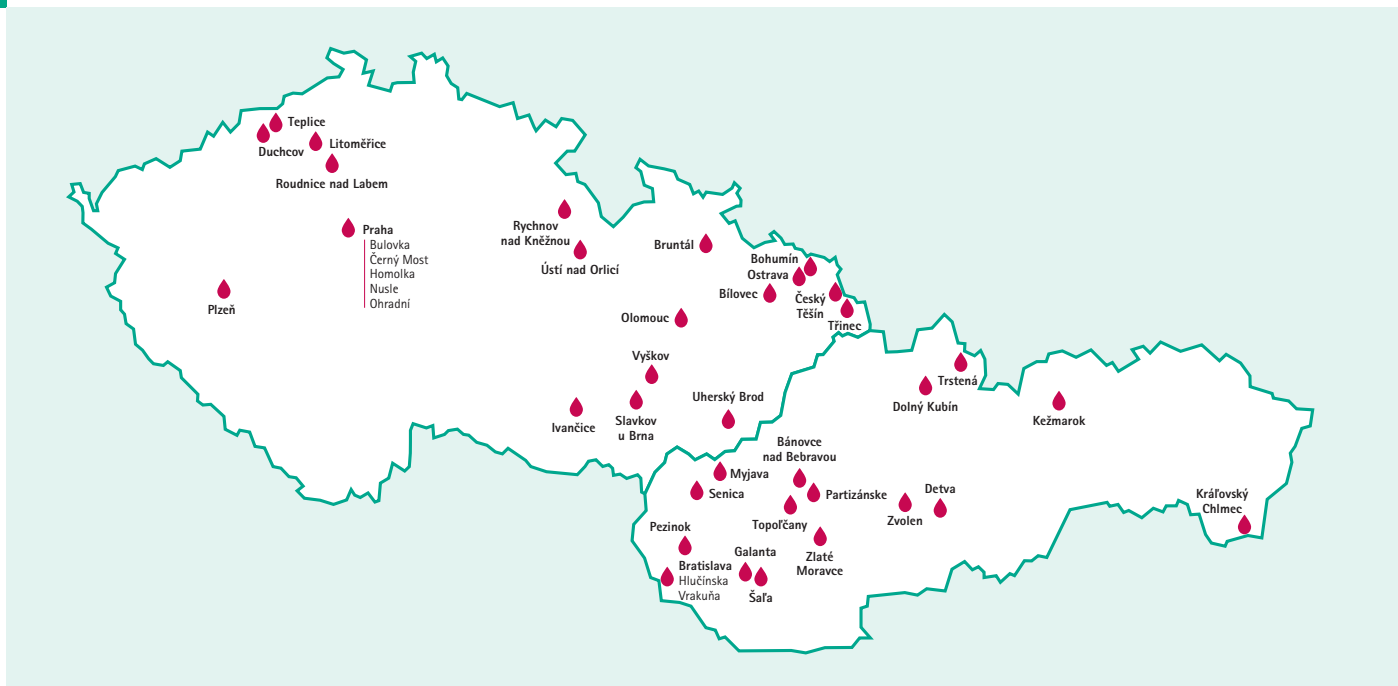 Teplice
Duchcov
Litoměřice
Roudnice nad Labem
Praha
Bulovka
Černý Most
Homolka
Nusle
Ohradní
Plzeň
Rychnov
nad Kněžnou
Ústí nad Orlicí
Bruntál
Bohumín
Ostrava
Bílovec
Český
Těšín
Třinec
Olomouc
Vyškov
Slavkov
u Brna
Ivančice
Uherský Brod
Trstená
Dolný Kubín
Kežmarok
Bánovce
nad Bebravou
Myjava
Senica
Partizánske
Topoľčany
Zvolen
Detva
Kráľovský
Chlmec
Pezinok
Bratislava
Hlučínska
Vrakuňa
Galanta
Šaľa
Zlaté
Moravce